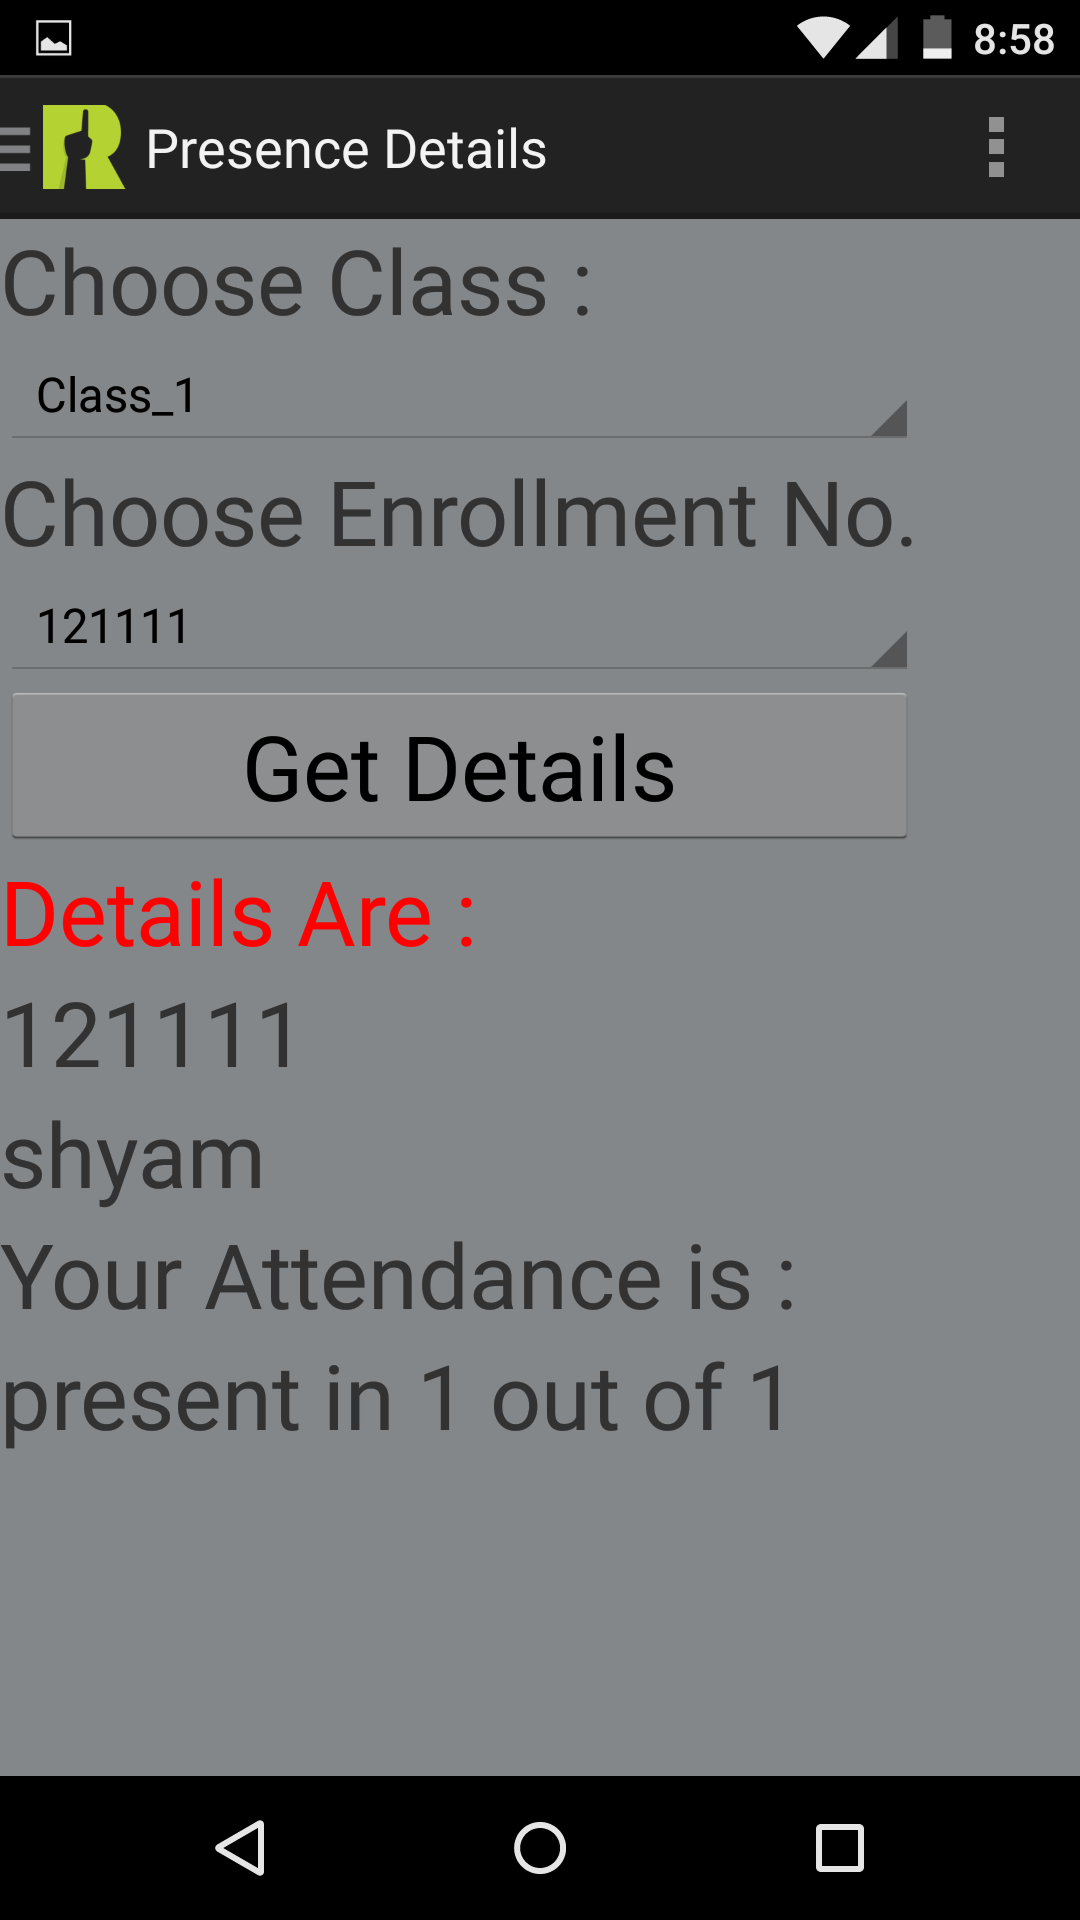 8:58
Presence Details
Choose Class :
Class_1
Choose Enrollment No.
121111
Get Details
Details Are :
121111
shyam
Your Attendance is :
present in 1 out of 1